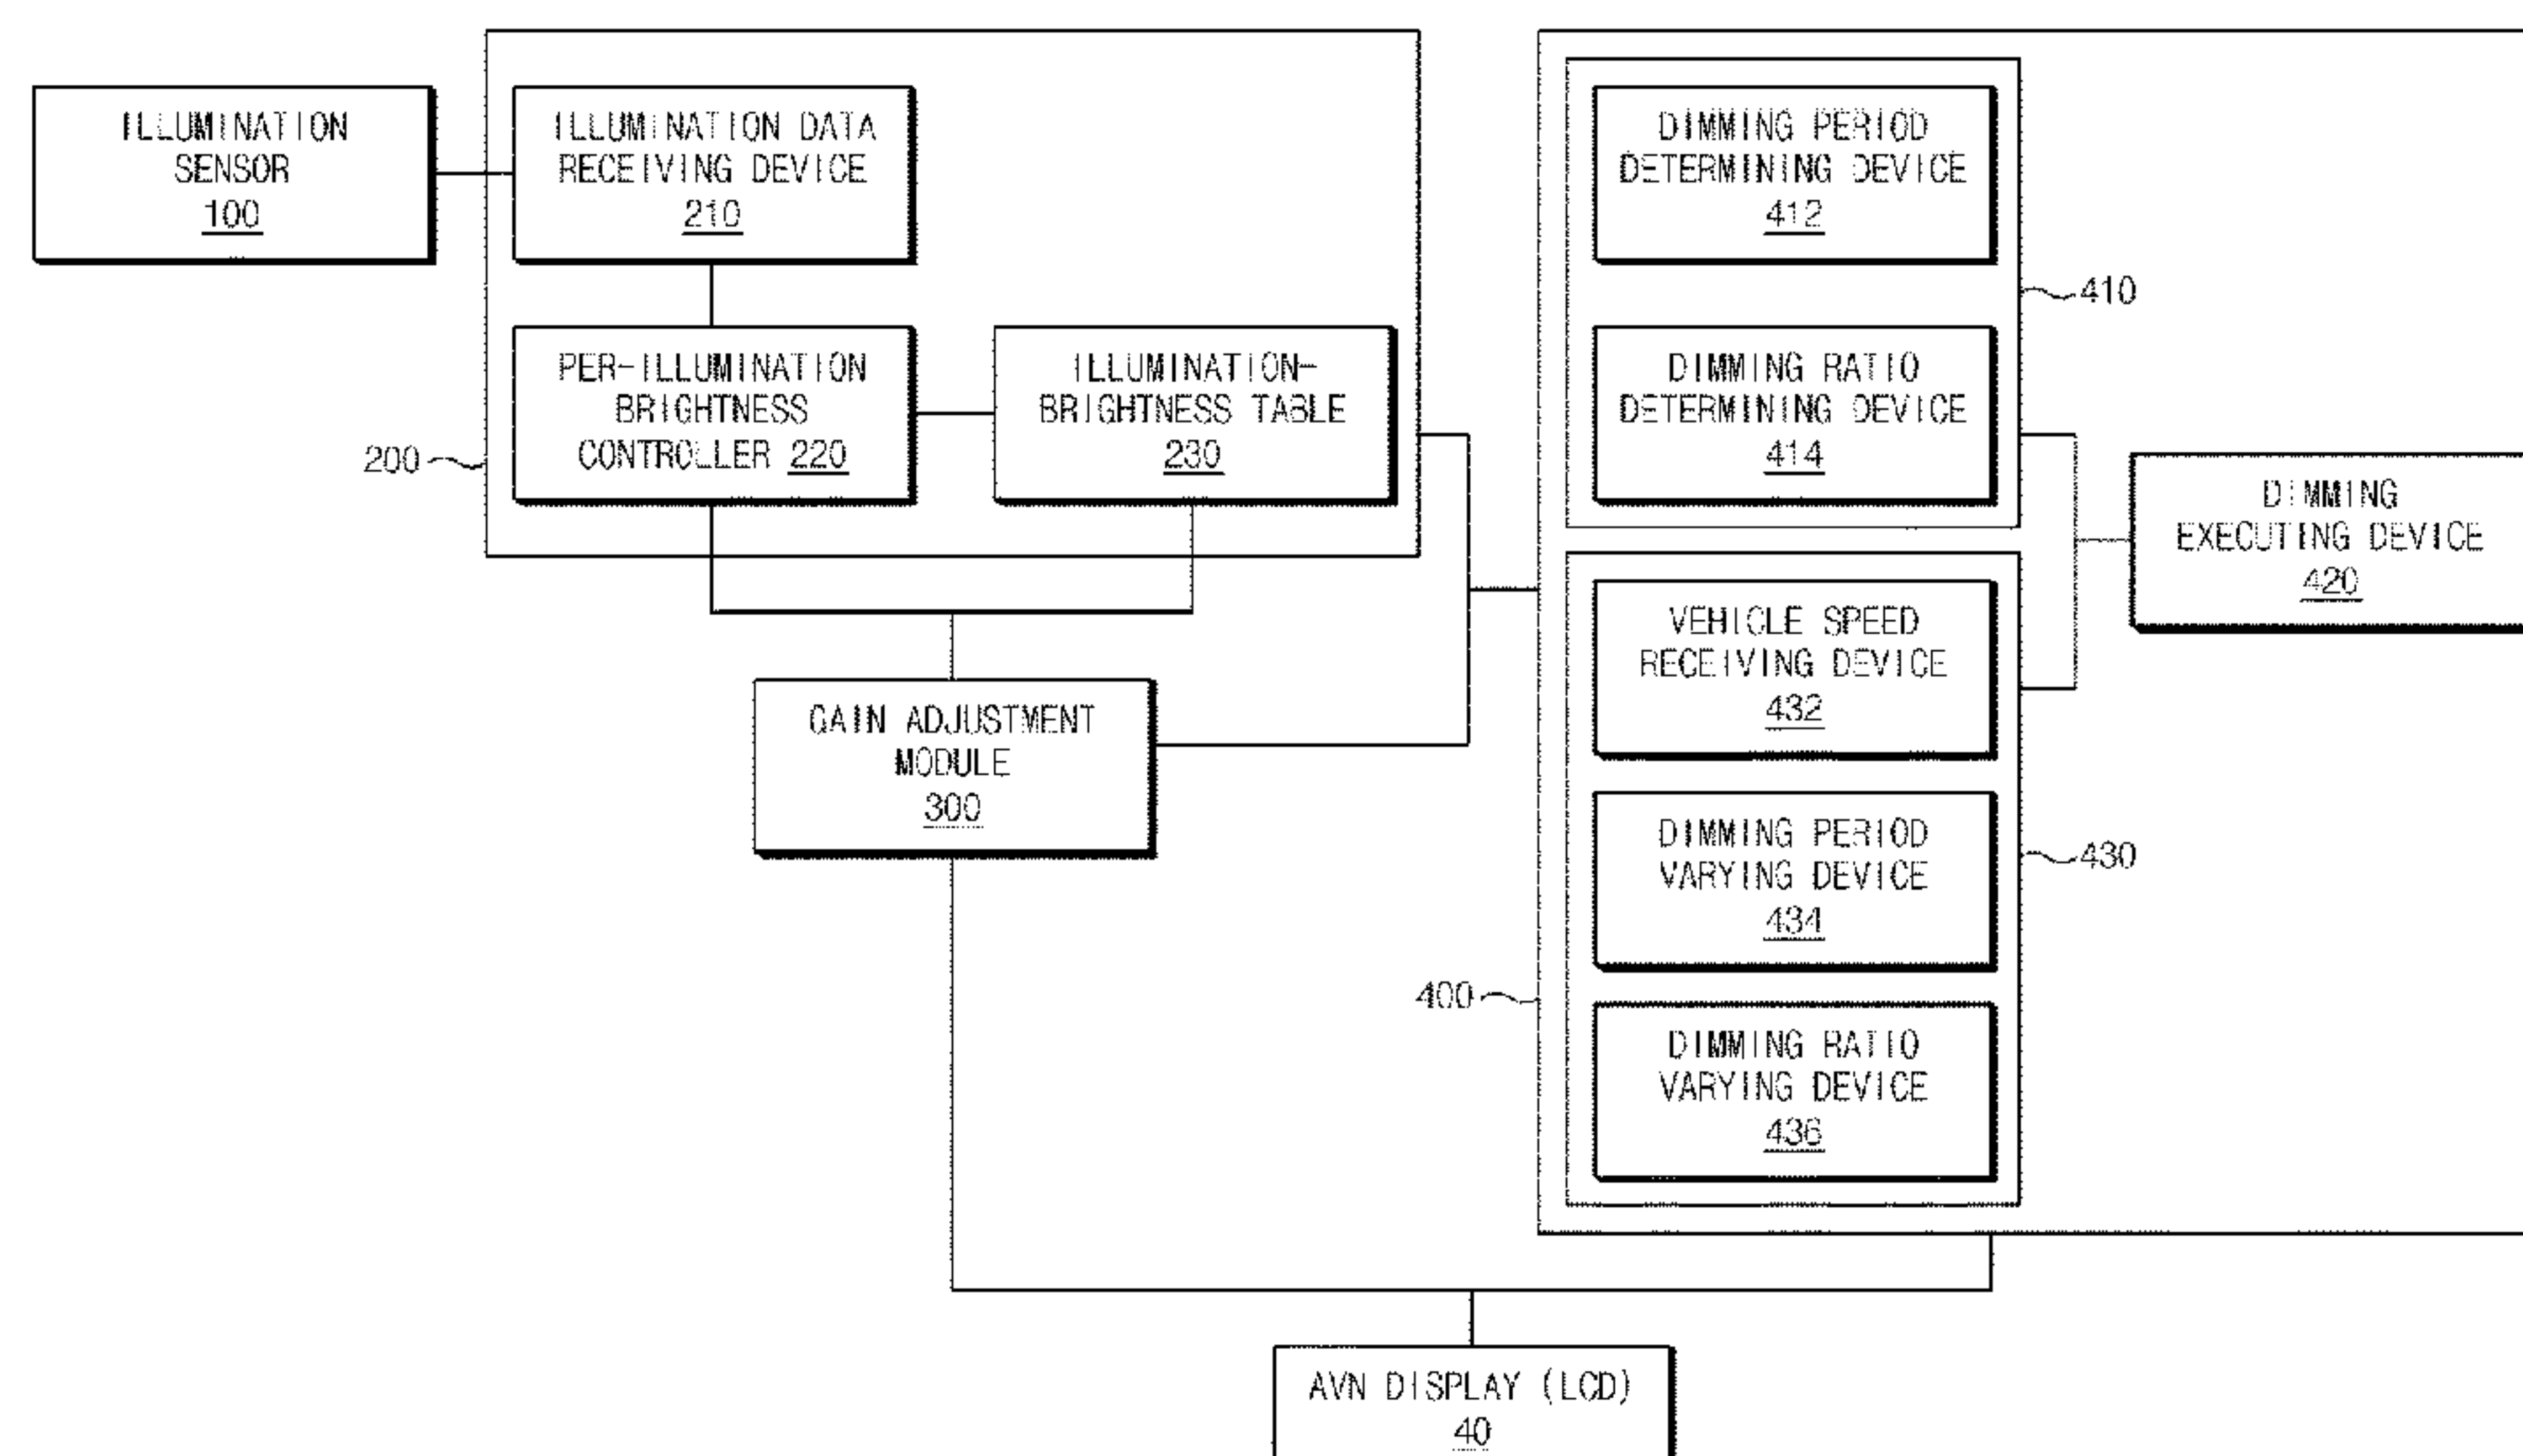 ILLUMINATION
SENSOR
100
ILLUMINATION DATA
RECEIVING DEVICE
210
PER-ILLUMINATION
BRIGHTNESS
CONTROLLER 220
ILLUMINATION-
BRIGHTNESS TABLE
230
200
GAIN ADJUSTMENT
MODULE
300
DIMMING PERIOD
DETERMINING DEVICE
412
DIMMING RATIO
DETERMINING DEVICE
414
410
DIMMING
EXECUTING DEVICE
420
VEHICLE SPEED
RECEIVING DEVICE
432
DIMMING PERIOD
VARYING DEVICE
434
DIMMING RATIO
VARYING DEVICE
436
430
400
AVN DISPLAY (LCD)
40